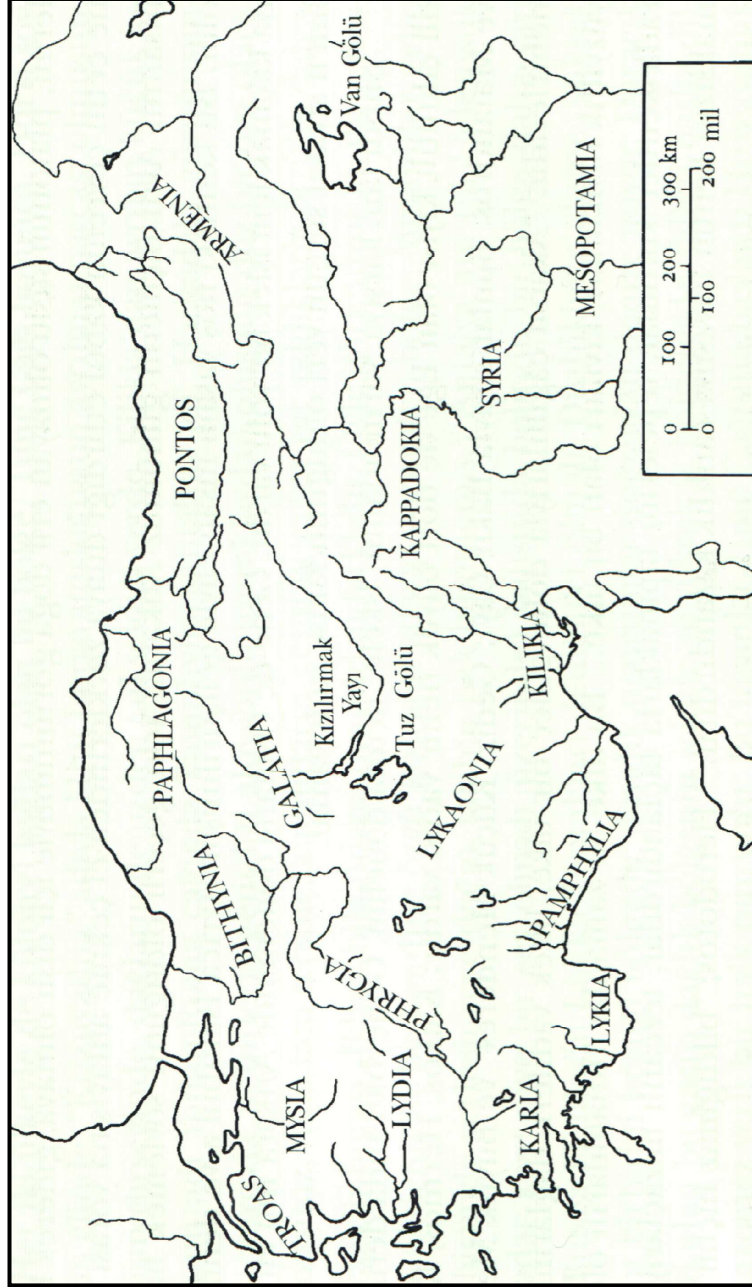 PAPHLAGONIA
PONTOS
ARMENIA
BITHYNIA
GALATIA
TROAS
MYSIA
PHRYGIA
Kızılırmak
Yayı
Van Gölü
LYDIA
Tuz Gölü
KAPPADOKIA
LYKAONIA
SYRIA
KARIA
LYKIA
PAMPHYLIA
KILIKIA
MESOPOTAMIA
0 100 200 300 km
0 100 200 mil